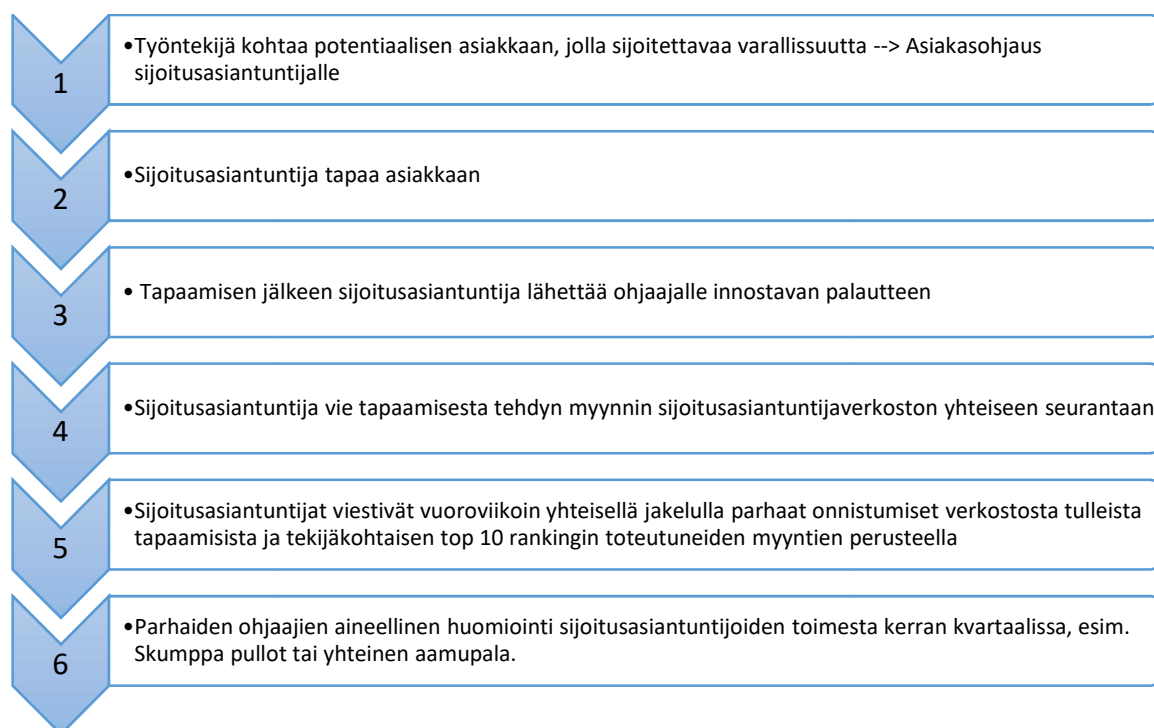 1
•Työntekijä kohtaa potentiaalisen asiakkaan, jolla sijoitettavaa varallisuutta --> Asiakasohjaus
sijoitusasiantuntijalle
2
•Sijoitusasiantuntija tapaa asiakkaan
3
• Tapaamisen jälkeen sijoitusasiantuntija lähettää ohjaajalle innostavan palautteen
4
•Sijoitusasiantuntija vie tapaamisesta tehdyn myynnin sijoitusasiantuntijaverkoston yhteiseen seurantaan
5
•Sijoitusasiantuntijat viestivät vuoroviikoin yhteisellä jakelulla parhaat onnistumiset verkostosta tulleista
tapaamisista ja tekijäkohtaisen top 10 rankingin toteutuneiden myyntien perusteella
6
•Parhaiden ohjaajien aineellinen huomiointi sijoitusasiantuntijoiden toimesta kerran kvartaalissa, esim.
Skumppa pullot tai yhteinen aamupala.